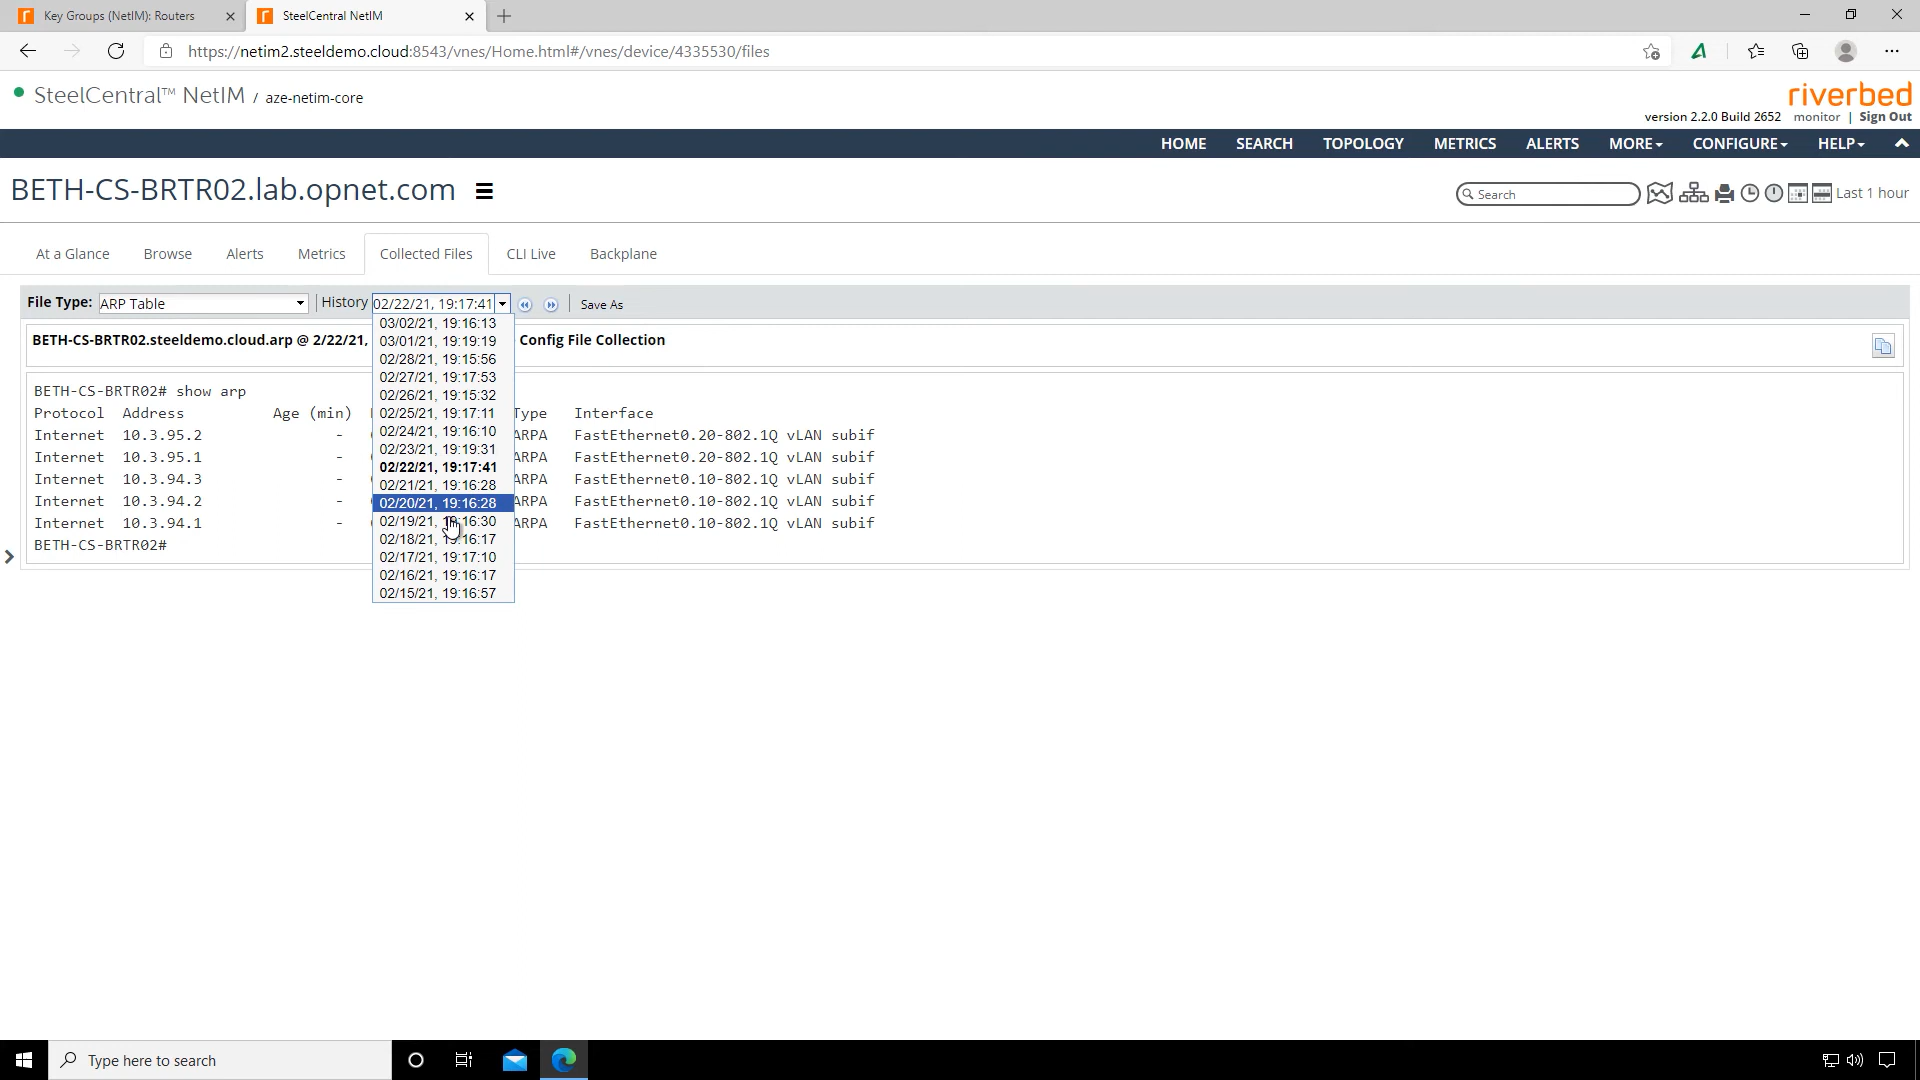 Key Groups (NetIM): Routers
SteelCentral NetIM
https://netim2.steeldemo.cloud:8543/vnes/Home.html#/vnes/device/4335530/files
SteelCentral™ NetIM / aze-netim-core
riverbed
version 2.2.0 Build 2652 monitor | Sign Out
HOME SEARCH TOPOLOGY METRICS ALERTS MORE CONFIGURE HELP
BETH-CS-BRTR02.lab.opnet.com
Search
Last 1 hour
At a Glance Browse Alerts Metrics Collected Files CLI Live Backplane
File Type: ARP Table History 02/22/21, 19:17:41 Save As
03/02/21, 19:16:13
BETH-CS-BRTR02.steeldemo.cloud.arp @ 2/22/21, Config File Collection
03/01/21, 19:19:19
02/28/21, 19:15:56
02/27/21, 19:17:53
02/26/21, 19:15:32
02/25/21, 19:17:11
02/24/21, 19:16:10
02/23/21, 19:19:31
02/22/21, 19:17:41
02/21/21, 19:16:28
02/20/21, 19:16:28
02/19/21, 19:16:30
02/18/21, 19:16:17
02/17/21, 19:17:10
02/16/21, 19:16:17
02/15/21, 19:16:57
BETH-CS-BRTR02# show arp
Protocol Address Age (min) Type Interface
Internet 10.3.95.2 - ARPA FastEthernet0.20-802.1Q vLAN subif
Internet 10.3.95.1 - ARPA FastEthernet0.20-802.1Q vLAN subif
Internet 10.3.94.3 - ARPA FastEthernet0.10-802.1Q vLAN subif
Internet 10.3.94.2 - ARPA FastEthernet0.10-802.1Q vLAN subif
Internet 10.3.94.1 - ARPA FastEthernet0.10-802.1Q vLAN subif
BETH-CS-BRTR02#
Type here to search